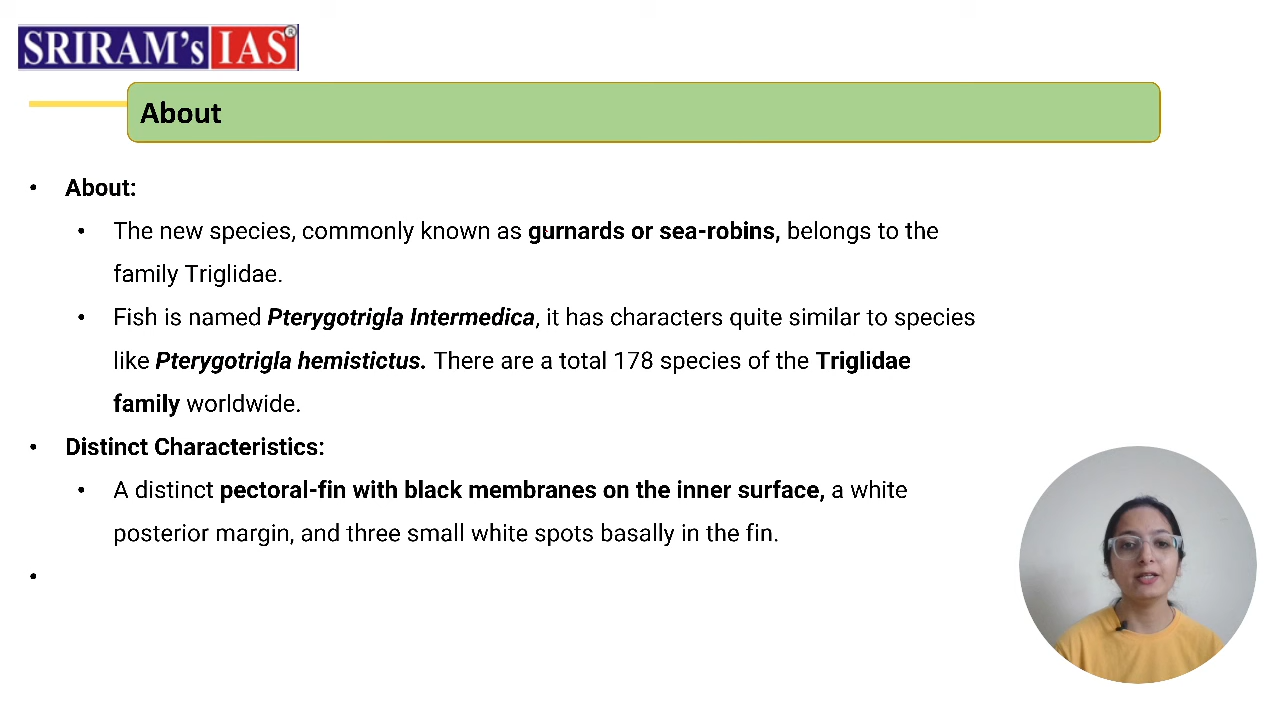 SRIRAM's IAS®
About
• About:
• The new species, commonly known as gurnards or sea-robins, belongs to the
family Triglidae.
• Fish is named Pterygotrigla Intermedica, it has characters quite similar to species
like Pterygotrigla hemistictus. There are a total 178 species of the Triglidae
family worldwide.
• Distinct Characteristics:
• A distinct pectoral-fin with black membranes on the inner surface, a white
posterior margin, and three small white spots basally in the fin.
•